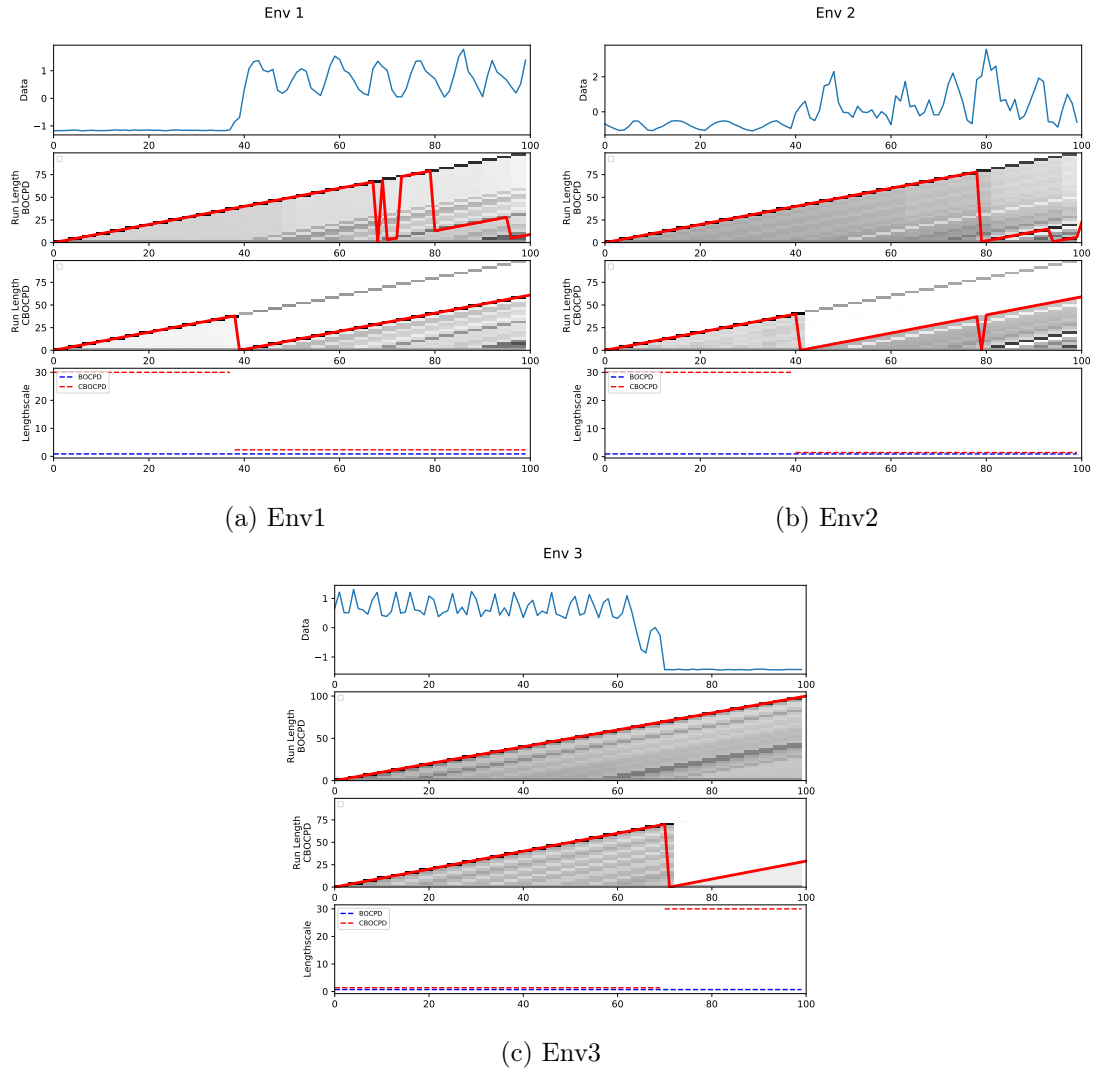 Env 1
Data
1
0
−1
0 20 40 60 80 100
Run Length
BOCPD
75
50
25
0
0 20 40 60 80 100
Run Length
CBOCPD
75
50
25
0
0 20 40 60 80 100
Lengthscale
30
20
10
0
BOCPD
CBOCPD
0 20 40 60 80 100
(a) Env1
Env 2
Data
2
0
0 20 40 60 80 100
Run Length
BOCPD
75
50
25
0
0 20 40 60 80 100
Run Length
CBOCPD
75
50
25
0
0 20 40 60 80 100
Lengthscale
30
20
10
0
BOCPD
CBOCPD
0 20 40 60 80 100
(b) Env2
Env 3
Data
1
0
−1
0 20 40 60 80 100
Run Length
BOCPD
100
50
0
0 20 40 60 80 100
Run Length
CBOCPD
75
50
25
0
0 20 40 60 80 100
Lengthscale
30
20
10
0
BOCPD
CBOCPD
0 20 40 60 80 100
(c) Env3